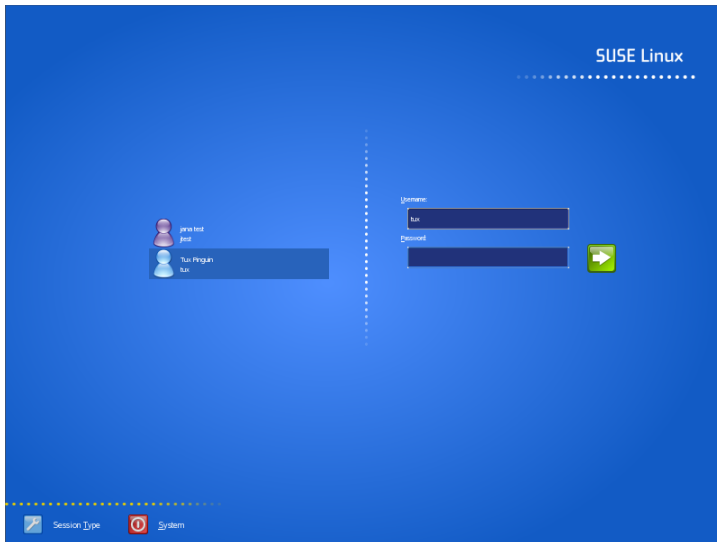 SUSE Linux
jana test
jtest
Tux Pinguin
tux
Username:
tux
Password:
Session Type
System